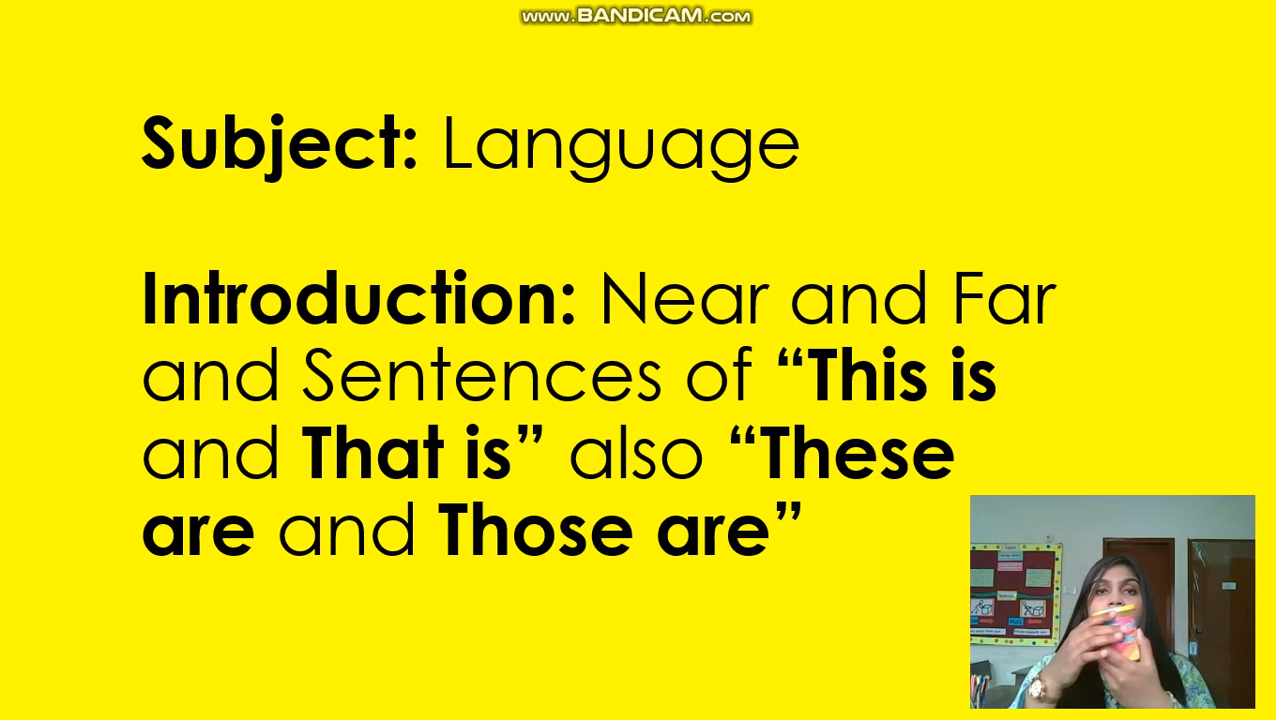 www.BANDICAM.com
Subject: Language
Introduction: Near and Far
and Sentences of “This is
and That is” also “These
are and Those are”